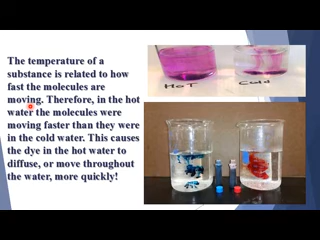 The temperature of a
substance is related to how
fast the molecules are
moving. Therefore, in the hot
water the molecules were
moving faster than they were
in the cold water. This causes
the dye in the hot water to
diffuse, or move throughout
the water, more quickly!
HOT Cold